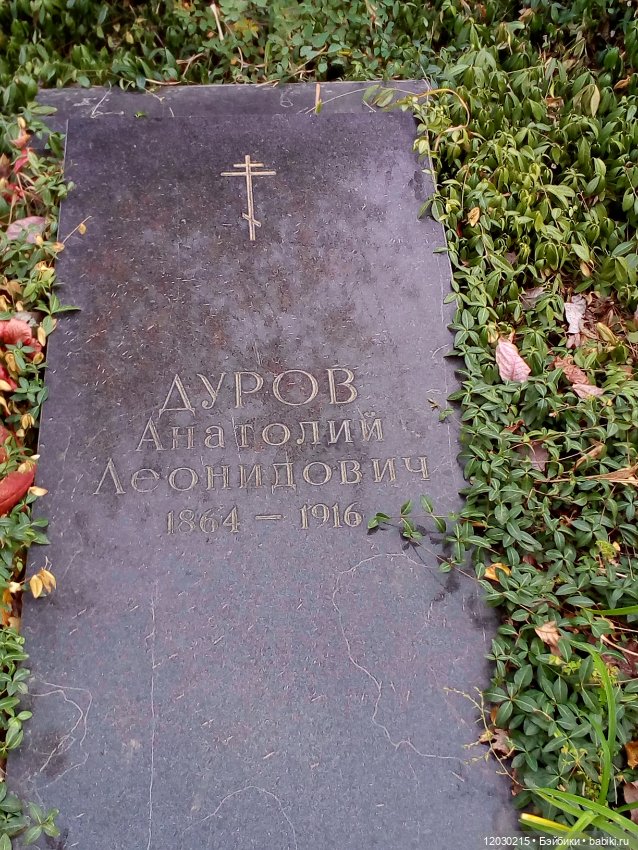 ДУРОВ
Анатолий
Леонидович
1864 – 1916
12030215 • Бэйбики • babiki.ru